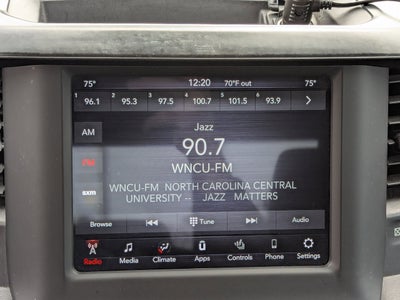 75° 12:20 70°F out 75°
1 96.1 2 95.3 3 97.5 4 100.7 5 101.5 6 93.9
AM
Jazz
90.7
FM
WNCU-FM
sxm
WNCU-FM NORTH CAROLINA CENTRAL
UNIVERSITY -- JAZZ MATTERS
Browse Tune Audio
Radio Media Climate Apps Controls Phone Settings